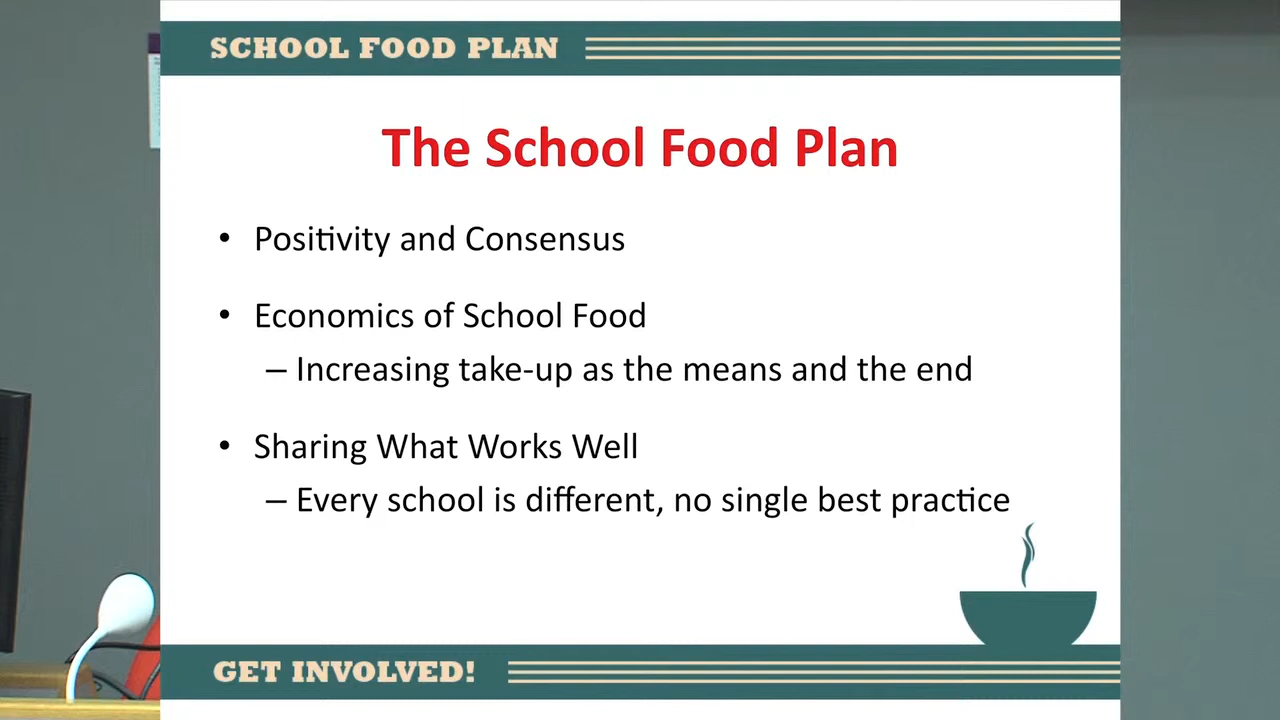 SCHOOL FOOD PLAN
The School Food Plan
• Positivity and Consensus
• Economics of School Food
– Increasing take-up as the means and the end
• Sharing What Works Well
– Every school is different, no single best practice
GET INVOLVED!